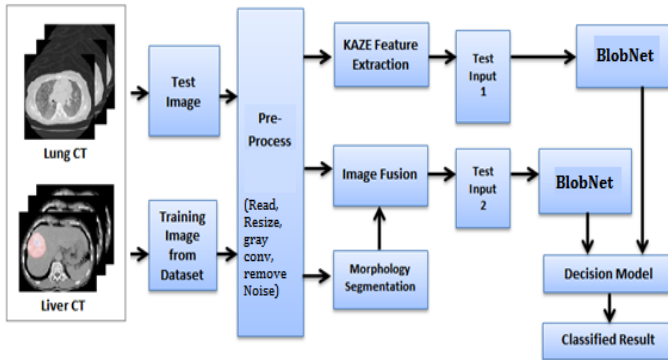 Lung CT
Liver CT
Test
Image
Training
Image
from
Dataset
Pre-
Process
(Read,
Resize,
gray
conv,
remove
Noise)
KAZE Feature
Extraction
Image Fusion
Morphology
Segmentation
Test
Input
1
Test
Input
2
BlobNet
BlobNet
Decision Model
Classified Result